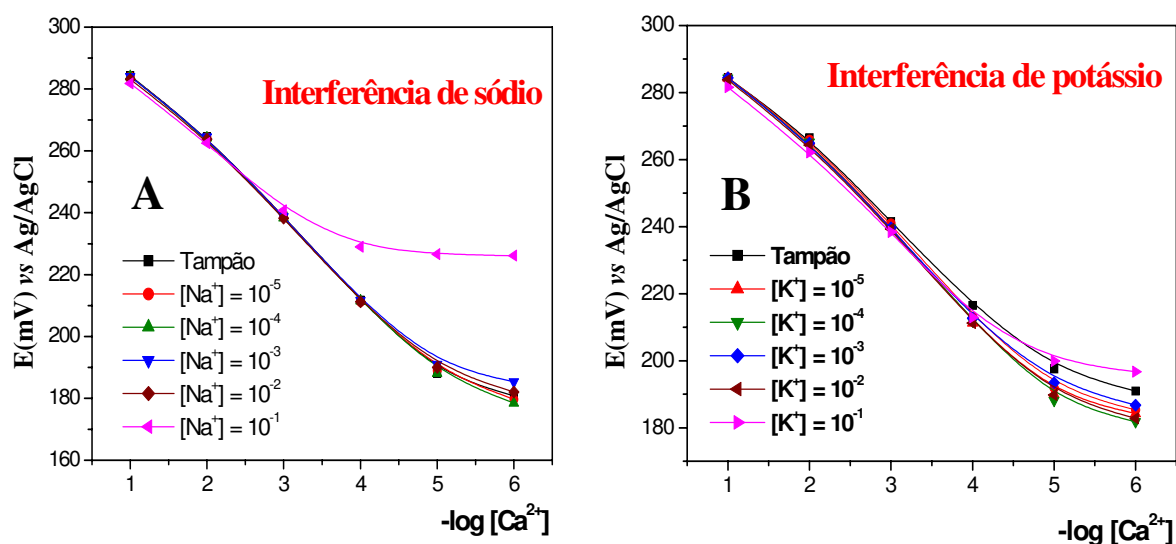 300
280
260
240
220
200
180
160
E(mV) vs Ag/AgCl
Interferência de sódio
A
Tampão
[Na⁺] = 10⁻⁵
[Na⁺] = 10⁻⁴
[Na⁺] = 10⁻³
[Na⁺] = 10⁻²
[Na⁺] = 10⁻¹
1 2 3 4 5 6
-log [Ca²⁺]
300
280
260
240
220
200
180
E(mV) vs Ag/AgCl
Interferência de potássio
B
Tampão
[K⁺] = 10⁻⁵
[K⁺] = 10⁻⁴
[K⁺] = 10⁻³
[K⁺] = 10⁻²
[K⁺] = 10⁻¹
1 2 3 4 5 6
-log [Ca²⁺]